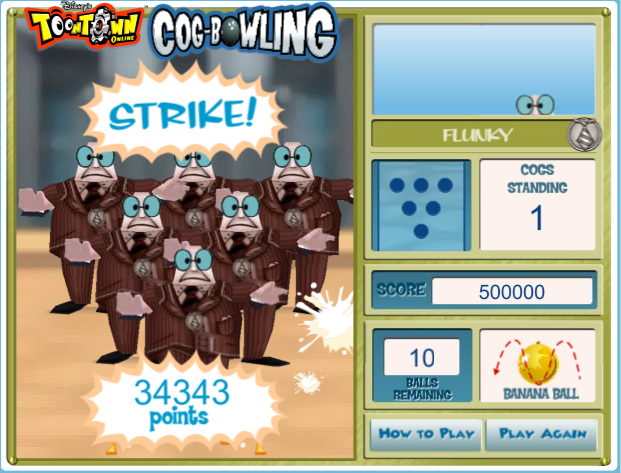 Disney's
TOONTOWN
ONLINE
COG-BOWLING
STRIKE!
34343
points
FLUNKY
COGS
STANDING
1
SCORE 500000
10
BALLS
REMAINING
BANANA BALL
HOW TO PLAY
PLAY AGAIN